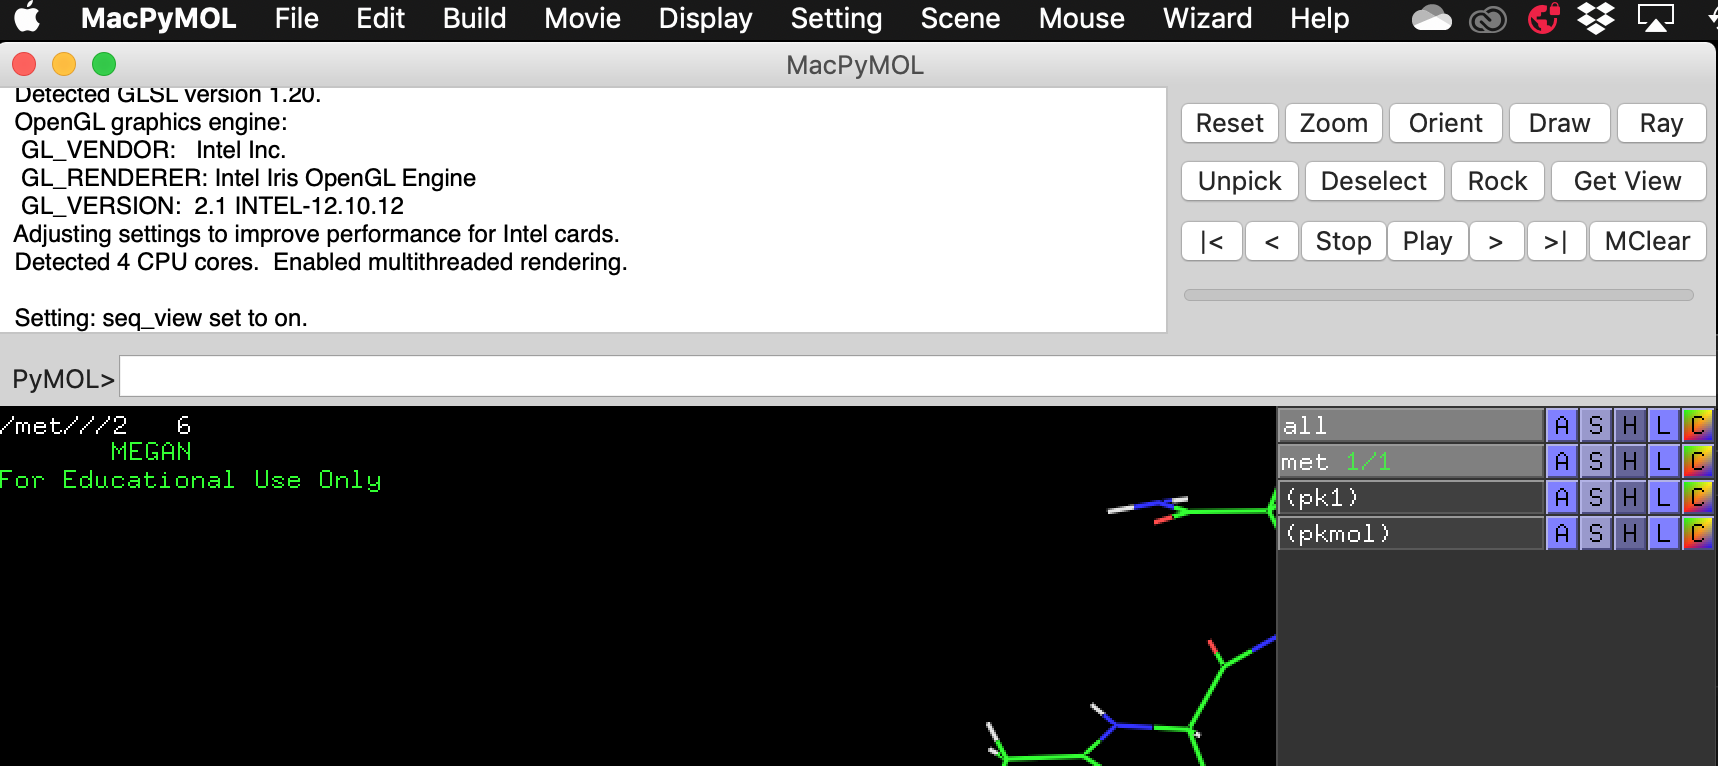 MacPyMOL File Edit Build Movie Display Setting Scene Mouse Wizard Help
MacPyMOL
Detected GLSL version 1.20.
OpenGL graphics engine:
GL_VENDOR: Intel Inc.
GL_RENDERER: Intel Iris OpenGL Engine
GL_VERSION: 2.1 INTEL-12.10.12
Adjusting settings to improve performance for Intel cards.
Detected 4 CPU cores. Enabled multithreaded rendering.
Setting: seq_view set to on.
Reset Zoom Orient Draw Ray
Unpick Deselect Rock Get View
|< < Stop Play > >| MClear
PyMOL>
/met///2 6
MEGAN
For Educational Use Only
all A S H L C
met 1/1 A S H L C
(pk1) A S H L C
(pkmol) A S H L C